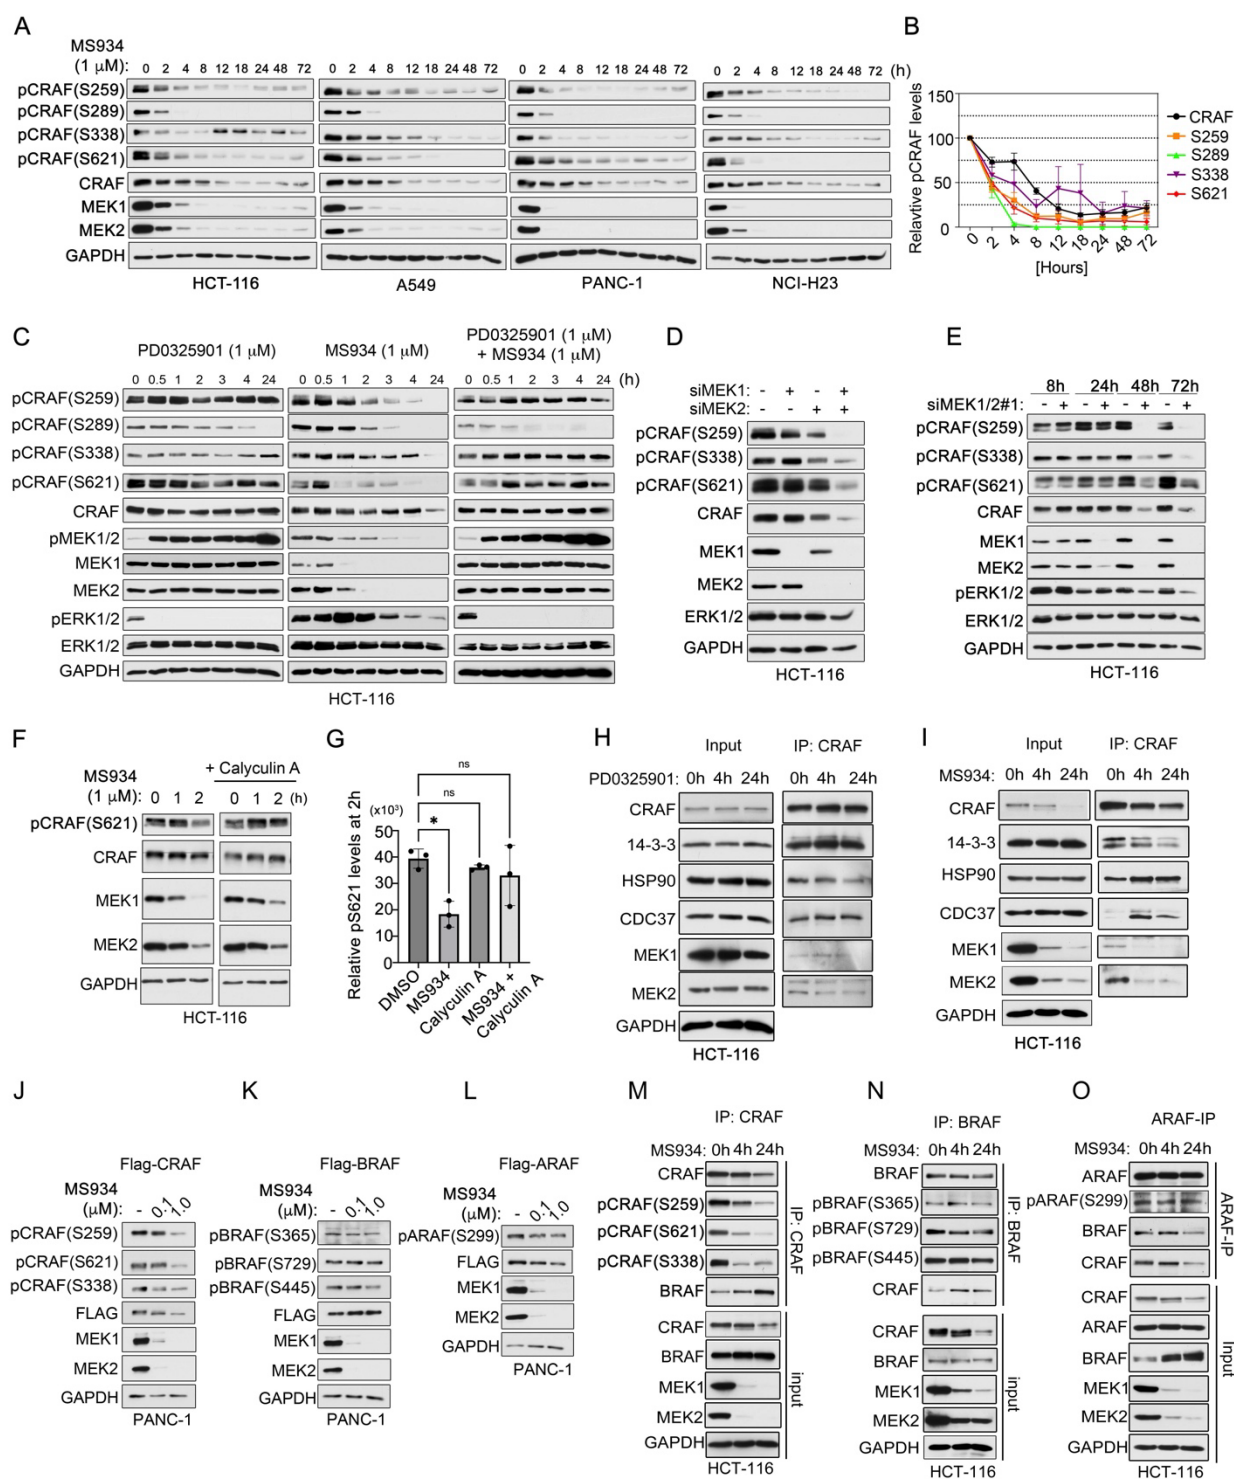 A
MS934
(1 μM): 0 2 4 8 12 18 24 48 72 0 2 4 8 12 18 24 48 72 0 2 4 8 12 18 24 48 72 0 2 4 8 12 18 24 48 72 (h)
pCRAF(S259)
pCRAF(S289)
pCRAF(S338)
pCRAF(S621)
CRAF
MEK1
MEK2
GAPDH
HCT-116 A549 PANC-1 NCI-H23
B
Relavtive pCRAF levels
150
100
50
0
0 2 4 8 12 18 24 48 72
[Hours]
CRAF
S259
S289
S338
S621
C
PD0325901 (1 μM) MS934 (1 μM) PD0325901 (1 μM)
+ MS934 (1 μM)
0 0.5 1 2 3 4 24 0 0.5 1 2 3 4 24 0 0.5 1 2 3 4 24 (h)
pCRAF(S259)
pCRAF(S289)
pCRAF(S338)
pCRAF(S621)
CRAF
pMEK1/2
MEK1
MEK2
pERK1/2
ERK1/2
GAPDH
HCT-116
D
siMEK1: - + - +
siMEK2: - - + +
pCRAF(S259)
pCRAF(S338)
pCRAF(S621)
CRAF
MEK1
MEK2
ERK1/2
GAPDH
HCT-116
E
8h 24h 48h 72h
siMEK1/2#1: - + - + - + - +
pCRAF(S259)
pCRAF(S338)
pCRAF(S621)
CRAF
MEK1
MEK2
pERK1/2
ERK1/2
GAPDH
HCT-116
F
+ Calyculin A
MS934
(1 μM) 0 1 2 0 1 2 (h)
pCRAF(S621)
CRAF
MEK1
MEK2
GAPDH
HCT-116
G
Relative pS621 levels at 2h
(x10³)
50
40
30
20
10
0
ns
ns
*
DMSO
MS934
Calyculin A
MS934 +
Calyculin A
H
Input IP: CRAF
PD0325901: 0h 4h 24h 0h 4h 24h
CRAF
14-3-3
HSP90
CDC37
MEK1
MEK2
GAPDH
HCT-116
I
Input IP: CRAF
MS934: 0h 4h 24h 0h 4h 24h
CRAF
14-3-3
HSP90
CDC37
MEK1
MEK2
GAPDH
HCT-116
J
Flag-CRAF
MS934
(μM) - 0.1 1.0
pCRAF(S259)
pCRAF(S621)
pCRAF(S338)
FLAG
MEK1
MEK2
GAPDH
PANC-1
K
Flag-BRAF
MS934
(μM): - 0.1 1.0
pBRAF(S365)
pBRAF(S729)
pBRAF(S445)
FLAG
MEK1
MEK2
GAPDH
PANC-1
L
Flag-ARAF
MS934
(μM) - 0.1 1.0
pARAF(S299)
FLAG
MEK1
MEK2
GAPDH
PANC-1
M
IP: CRAF
MS934: 0h 4h 24h
CRAF
pCRAF(S259)
pCRAF(S621)
pCRAF(S338)
BRAF
IP: CRAF
CRAF
BRAF
MEK1
MEK2
GAPDH
input
HCT-116
N
IP: BRAF
MS934: 0h 4h 24h
BRAF
pBRAF(S365)
pBRAF(S729)
pBRAF(S445)
CRAF
IP: BRAF
CRAF
BRAF
MEK1
MEK2
GAPDH
input
HCT-116
O
ARAF-IP
MS934: 0h 4h 24h
ARAF
pARAF(S299)
BRAF
CRAF
ARAF-IP
CRAF
ARAF
BRAF
MEK1
MEK2
GAPDH
Input
HCT-116